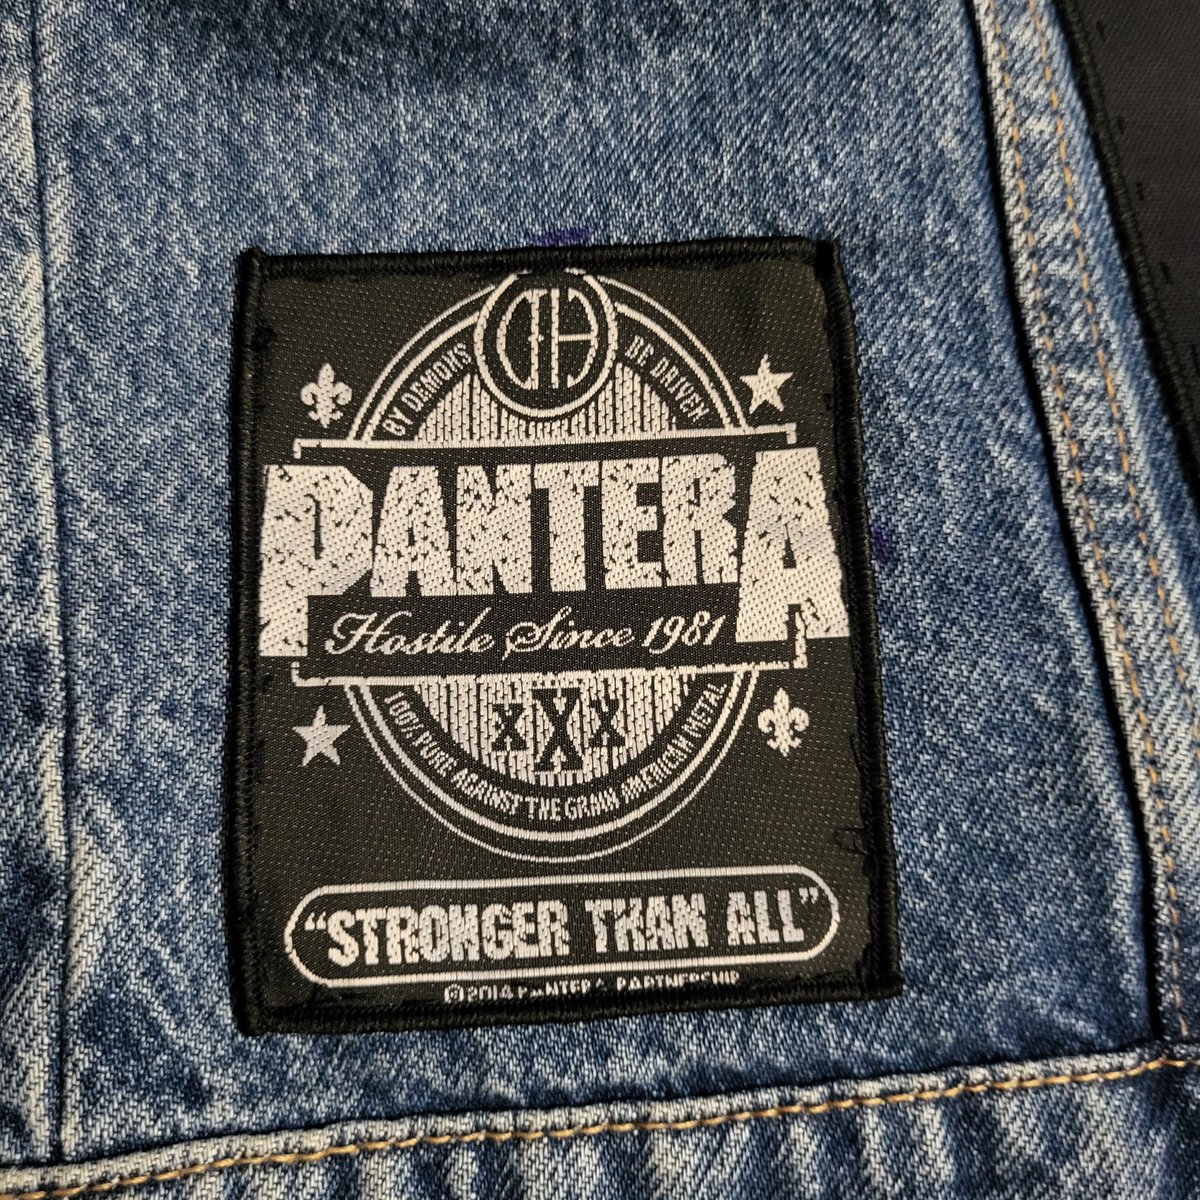 BY DEMONS BE DRIVEN
PANTERA
Hostile Since 1981
XXX
100% PURE AGAINST THE GRAIN AMERICAN METAL
"STRONGER THAN ALL"
©2014 PANTERA PARTNERSHIP